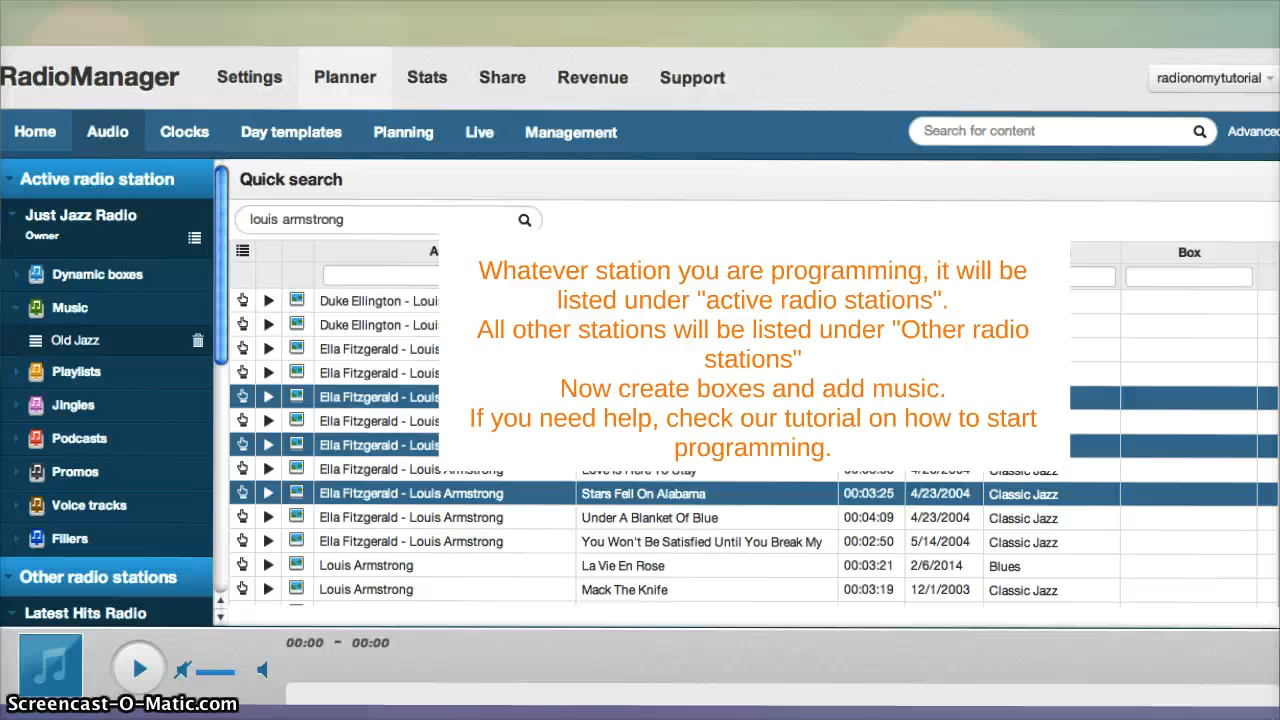 RadioManager Settings Planner Stats Share Revenue Support radionomytutorial
Home Audio Clocks Day templates Planning Live Management Search for content Advanced
Active radio station
Quick search
Just Jazz Radio
Owner
louis armstrong
Box
Dynamic boxes
Music
Old Jazz
Playlists
Jingles
Podcasts
Promos
Voice tracks
Fillers
Other radio stations
Latest Hits Radio
Whatever station you are programming, it will be
listed under "active radio stations".
All other stations will be listed under "Other radio
stations"
Now create boxes and add music.
If you need help, check our tutorial on how to start
programming.
Duke Ellington - Loui
Duke Ellington - Loui
Ella Fitzgerald - Louis
Ella Fitzgerald - Louis
Ella Fitzgerald - Louis
Ella Fitzgerald - Louis
Ella Fitzgerald - Louis
Ella Fitzgerald - Louis Armstrong Love Is Here To Stay Classic Jazz
Ella Fitzgerald - Louis Armstrong Stars Fell On Alabama 00:03:25 4/23/2004 Classic Jazz
Ella Fitzgerald - Louis Armstrong Under A Blanket Of Blue 00:04:09 4/23/2004 Classic Jazz
Ella Fitzgerald - Louis Armstrong You Won't Be Satisfied Until You Break My 00:02:50 5/14/2004 Classic Jazz
Louis Armstrong La Vie En Rose 00:03:21 2/6/2014 Blues
Louis Armstrong Mack The Knife 00:03:19 12/1/2003 Classic Jazz
00:00 - 00:00
Screencast-O-Matic.com